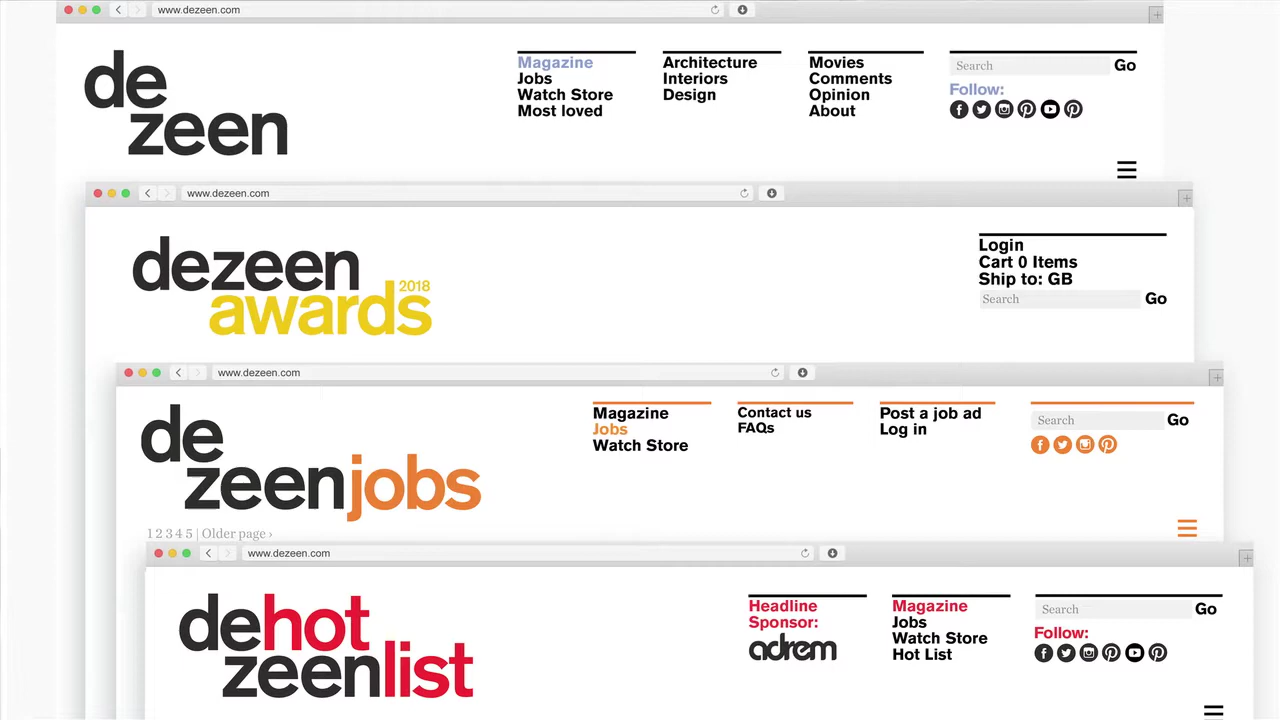 www.dezeen.com
de
zeen
Magazine
Jobs
Watch Store
Most loved
Architecture
Interiors
Design
Movies
Comments
Opinion
About
Search
Go
Follow:
www.dezeen.com
dezeen
awards 2018
Login
Cart 0 Items
Ship to: GB
Search
Go
www.dezeen.com
de
zeenjobs
1 2 3 4 5 | Older page ›
Magazine
Jobs
Watch Store
Contact us
FAQs
Post a job ad
Log in
Search
Go
www.dezeen.com
dehot
zeenlist
Headline
Sponsor:
adrem
Magazine
Jobs
Watch Store
Hot List
Search
Go
Follow: